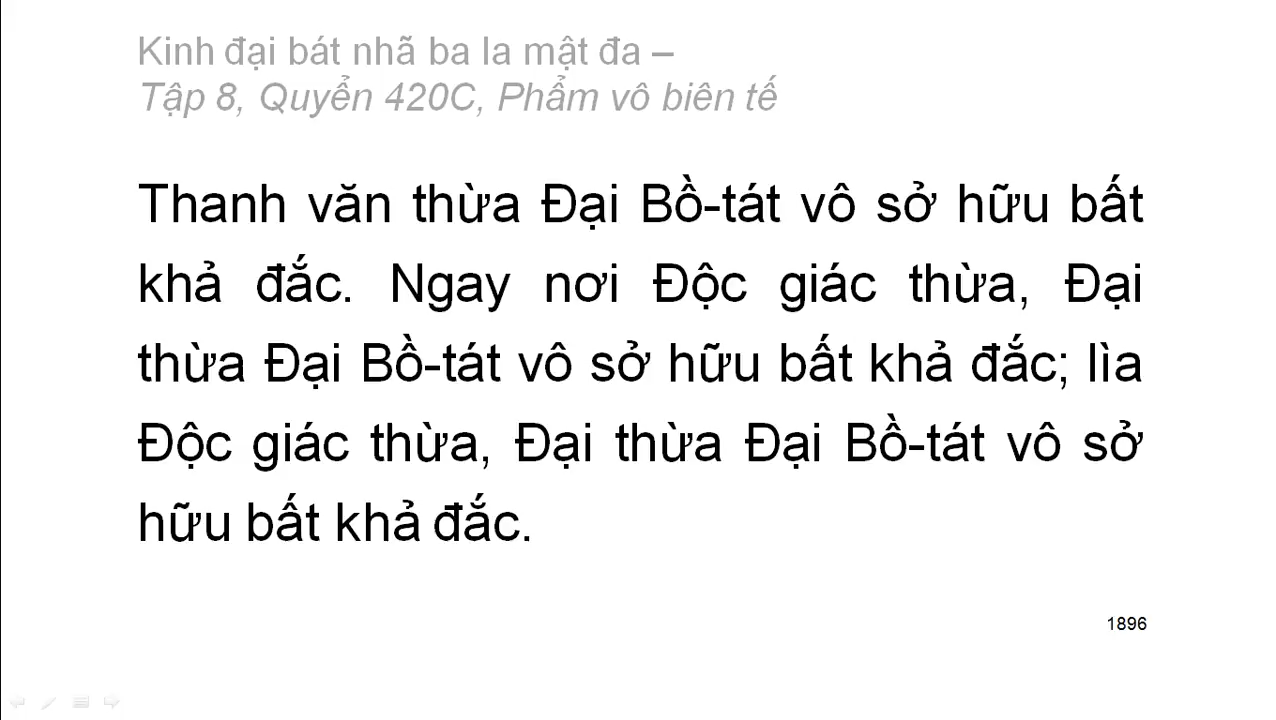 Kinh đại bát nhã ba la mật đa –
Tập 8, Quyển 420C, Phẩm vô biên tế
Thanh văn thừa Đại Bồ-tát vô sở hữu bất
khả đắc. Ngay nơi Độc giác thừa, Đại
thừa Đại Bồ-tát vô sở hữu bất khả đắc; lìa
Độc giác thừa, Đại thừa Đại Bồ-tát vô sở
hữu bất khả đắc.
1896